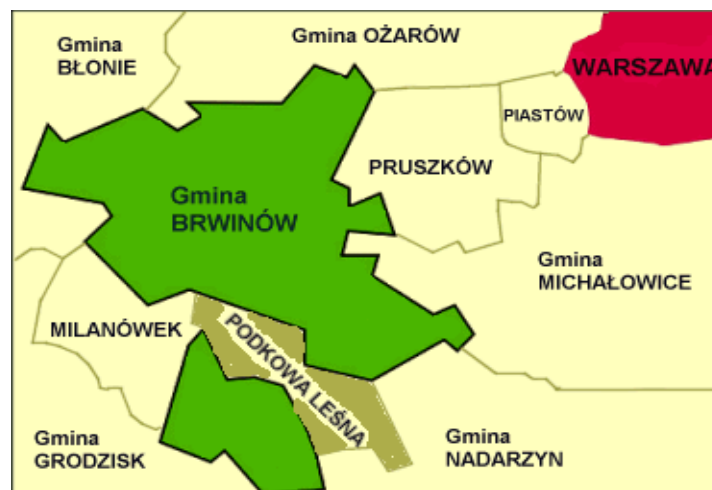 Gmina OŻARÓW
Gmina
BŁONIE
WARSZAWA
PIASTÓW
PRUSZKÓW
Gmina
BRWINÓW
Gmina
MICHAŁOWICE
MILANÓWEK
PODKOWA LEŚNA
Gmina
GRODZISK
Gmina
NADARZYN